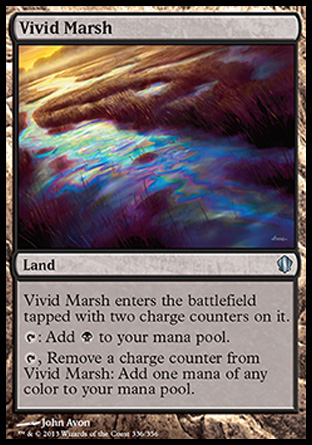 Vivid Marsh
Land
Vivid Marsh enters the battlefield
tapped with two charge counters on it.
: Add to your mana pool.
, Remove a charge counter from
Vivid Marsh: Add one mana of any
color to your mana pool.
John Avon
™ & © 2013 Wizards of the Coast 336/356